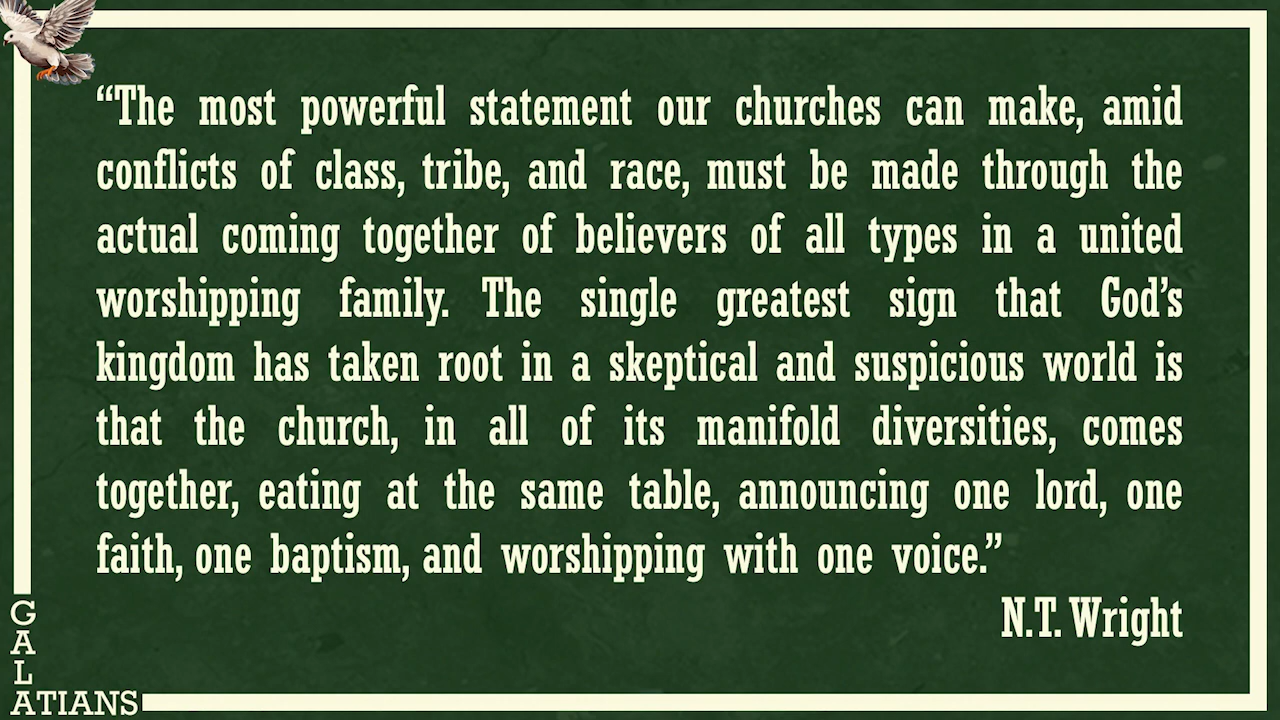 “The most powerful statement our churches can make, amid
conflicts of class, tribe, and race, must be made through the
actual coming together of believers of all types in a united
worshipping family. The single greatest sign that God’s
kingdom has taken root in a skeptical and suspicious world is
that the church, in all of its manifold diversities, comes
together, eating at the same table, announcing one lord, one
faith, one baptism, and worshipping with one voice.”
N.T. Wright
GALATIANS